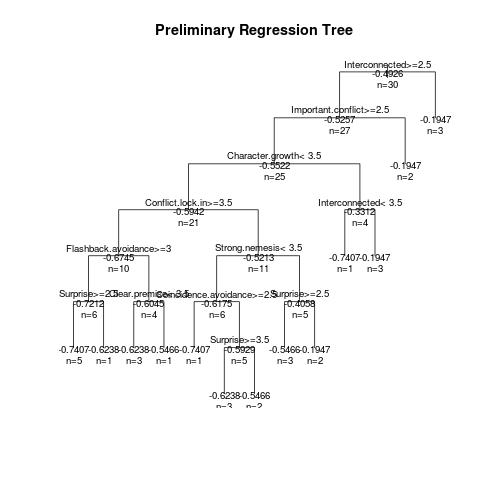 Preliminary Regression Tree
Interconnected>=2.5
-0.4926
n=30
Important.conflict>=2.5
-0.5257
n=27
-0.1947
n=3
Character.growth< 3.5
-0.5522
n=25
-0.1947
n=2
Conflict.lock.in>=3.5
-0.5942
n=21
Interconnected< 3.5
-0.3312
n=4
Flashback.avoidance>=3
-0.6745
n=10
Strong.nemesis< 3.5
-0.5213
n=11
-0.7407
n=1
-0.1947
n=3
Surprise>=2.5
-0.7212
n=6
Clear.premise< 3.5
-0.6045
n=4
Coincidence.avoidance>=2.5
-0.6175
n=6
Surprise>=2.5
-0.4058
n=5
-0.7407
n=5
-0.6238
n=1
-0.6238
n=3
-0.5466
n=1
-0.7407
n=1
Surprise>=3.5
-0.5929
n=5
-0.5466
n=3
-0.1947
n=2
-0.6238
n=3
-0.5466
n=2